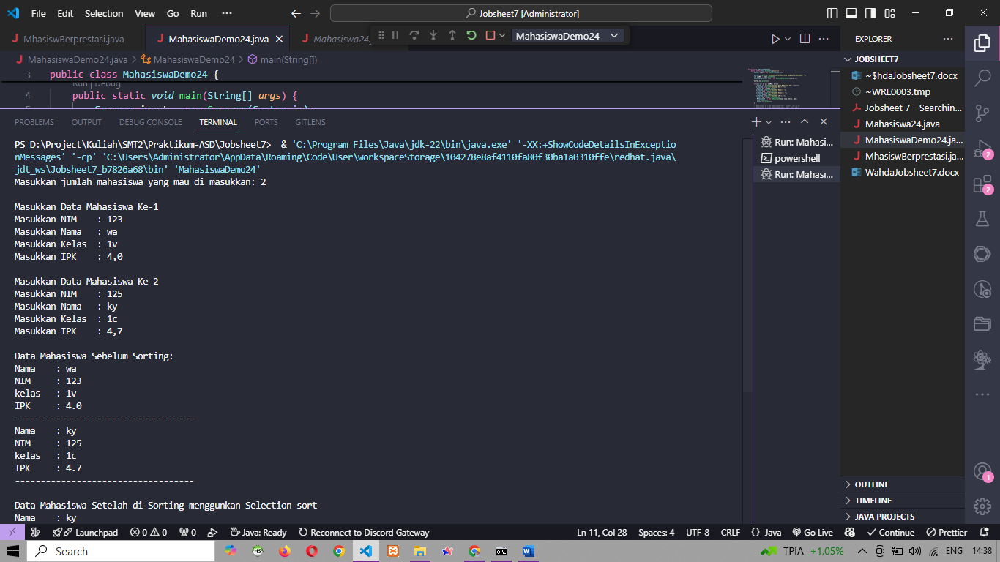 File Edit Selection View Go Run ··· Jobsheet7 [Administrator]
MhasiswBerprestasi.java MahasiswaDemo24.java Mahasiswa24. MahasiswaDemo24
MahasiswaDemo24.java > MahasiswaDemo24 > main(String[])
3 public class MahasiswaDemo24 {
Run | Debug
4 public static void main(String[] args) {
PROBLEMS OUTPUT DEBUG CONSOLE TERMINAL PORTS GITLENS
PS D:\Project\Kuliah\SMT2\Praktikum-ASD\Jobsheet7> & 'C:\Program Files\Java\jdk-22\bin\java.exe' '-XX:+ShowCodeDetailsInExceptio
nMessages' '-cp' 'C:\Users\Administrator\AppData\Roaming\Code\User\workspaceStorage\104278e8af4110fa80f30ba1a0310ffe\redhat.java\
jdt_ws\Jobsheet7_b7826a68\bin' 'MahasiswaDemo24'
Masukkan jumlah mahasiswa yang mau di masukkan: 2
Masukkan Data Mahasiswa Ke-1
Masukkan NIM : 123
Masukkan Nama : wa
Masukkan Kelas : 1v
Masukkan IPK : 4,0
Masukkan Data Mahasiswa Ke-2
Masukkan NIM : 125
Masukkan Nama : ky
Masukkan Kelas : 1c
Masukkan IPK : 4,7
Data Mahasiswa Sebelum Sorting:
Nama : wa
NIM : 123
kelas : 1v
IPK : 4.0
-----------------------------------
Nama : ky
NIM : 125
kelas : 1c
IPK : 4.7
-----------------------------------
Data Mahasiswa Setelah di Sorting menggunkan Selection sort
Nama : ky
Run: Mahasi...
powershell
Run: Mahasi...
EXPLORER ···
JOBSHEET7
~$hdaJobsheet7.docx
~WRL0003.tmp
Jobsheet 7 - Searchin...
Mahasiswa24.java
MahasiswaDemo24.ja...
MhasiswBerprestasi.ja...
WahdaJobsheet7.docx
OUTLINE
TIMELINE
JAVA PROJECTS
2
2
1
Launchpad 0 0 0 Java: Ready Reconnect to Discord Gateway Ln 11, Col 28 Spaces: 4 UTF-8 CRLF {} Java Go Live Continue Prettier
Search TPIA +1,05% ENG 14:38